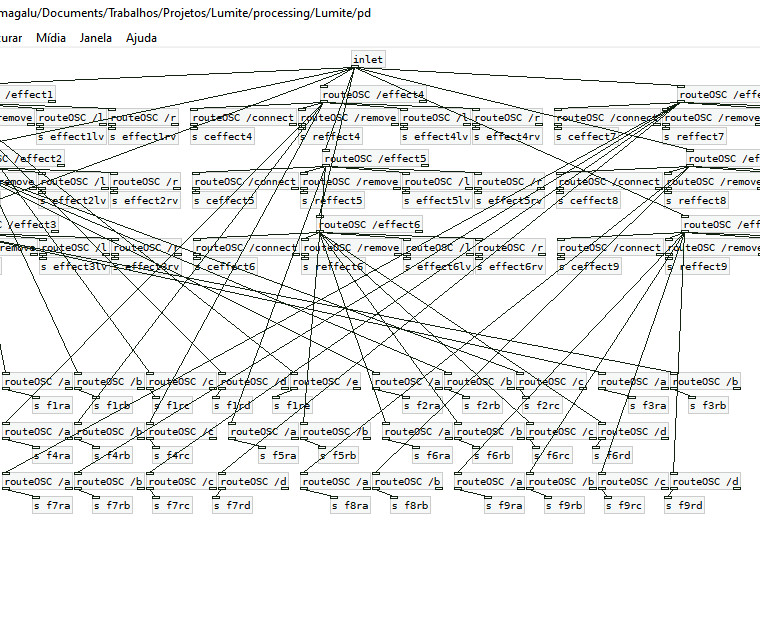 magalu/Documents/Trabalhos/Projetos/Lumite/processing/Lumite/pd
urar Mídia Janela Ajuda
inlet
/effect1 routeOSC /effect4 routeOSC /effe
remove routeOSC /l routeOSC /r routeOSC /connect routeOSC /remove routeOSC /l routeOSC /r routeOSC /connect routeOSC /remove
s effect1lv s effect1rv s ceffect4 s reffect4 s effect4lv s effect4rv s ceffect7 s reffect7
SC /effect2 routeOSC /effect5 routeOSC /ef
remove routeOSC /l routeOSC /r routeOSC /connect routeOSC /remove routeOSC /l routeOSC /r routeOSC /connect routeOSC /remove
s effect2lv s effect2rv s ceffect5 s reffect5 s effect5lv s effect5rv s ceffect8 s reffect8
C /effect3 routeOSC /effect6 routeOSC /eff
remove routeOSC /l routeOSC /r routeOSC /connect routeOSC /remove routeOSC /l routeOSC /r routeOSC /connect routeOSC /remove
s effect3lv s effect3rv s ceffect6 s reffect6 s effect6lv s effect6rv s ceffect9 s reffect9
routeOSC /a routeOSC /b routeOSC /c routeOSC /d routeOSC /e routeOSC /a routeOSC /b routeOSC /c routeOSC /a routeOSC /b
s f1ra s f1rb s f1rc s f1rd s f1re s f2ra s f2rb s f2rc s f3ra s f3rb
routeOSC /a routeOSC /b routeOSC /c routeOSC /a routeOSC /b routeOSC /a routeOSC /b routeOSC /c routeOSC /d
s f4ra s f4rb s f4rc s f5ra s f5rb s f6ra s f6rb s f6rc s f6rd
routeOSC /a routeOSC /b routeOSC /c routeOSC /d routeOSC /a routeOSC /b routeOSC /a routeOSC /b routeOSC /c routeOSC /d
s f7ra s f7rb s f7rc s f7rd s f8ra s f8rb s f9ra s f9rb s f9rc s f9rd